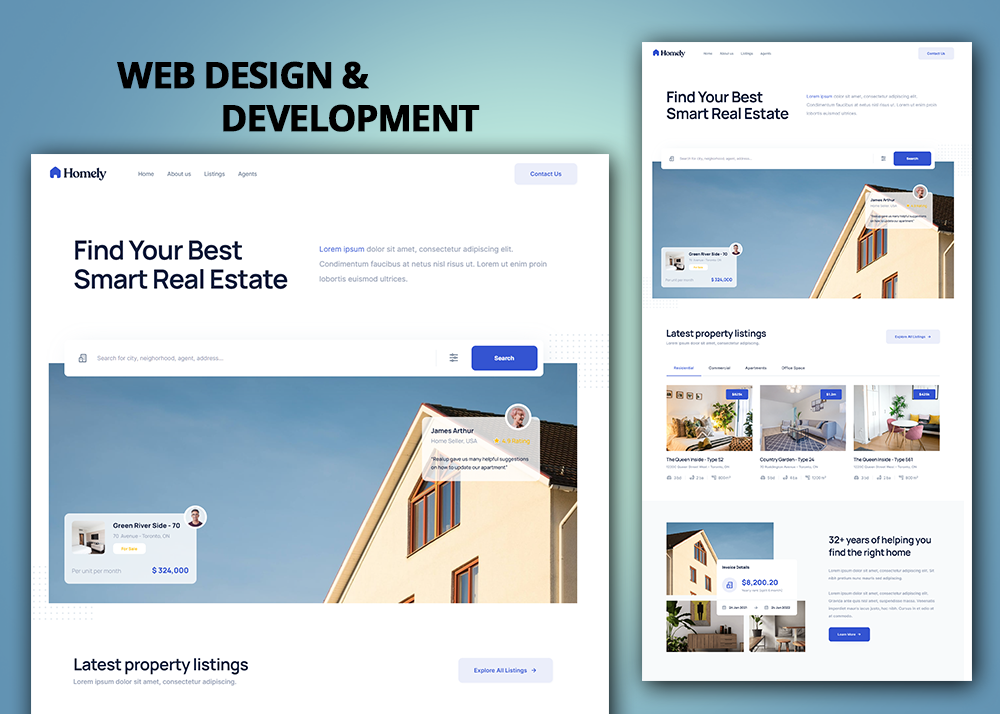 WEB DESIGN &
DEVELOPMENT
Homely
Home About us Listings Agents
Contact Us
Find Your Best
Smart Real Estate
Lorem ipsum dolor sit amet, consectetur adipiscing elit.
Condimentum faucibus at netus nisl risus ut. Lorem ut enim proin
lobortis euismod ultrices.
Search for city, neighorhood, agent, address...
Search
James Arthur
Home Seller, USA 4.9 Rating
"Realup gave us many helpful suggestions
on how to update our apartment"
Green River Side - 70
70, Avenue - Toronto, ON
For Sale
Per unit per month $ 324,000
Latest property listings
Lorem ipsum dolor sit amet, consectetur adipiscing.
Explore All Listings →
Homely
Home About us Listings Agents
Contact Us
Find Your Best
Smart Real Estate
Lorem ipsum dolor sit amet, consectetur adipiscing elit.
Condimentum faucibus at netus nisl risus ut. Lorem ut enim proin
lobortis euismod ultrices.
Search for city, neighorhood, agent, address...
Search
James Arthur
Home Seller, USA
"Realup gave us many helpful suggestions
on how to update our apartment"
Green River Side - 70
For Sale
Per unit per month $ 324,000
Latest property listings
Lorem ipsum dolor sit amet, consectetur adipiscing.
Explore All Listings →
Residential Commercial Apartments Office Space
The Queen Inside - Type 52
Country Garden - Type 24
The Queen Inside - Type 561
Invoice Details
$8,200.20
32+ years of helping you
find the right home
Lorem ipsum dolor sit amet, consectetur adipiscing elit.
Learn More →